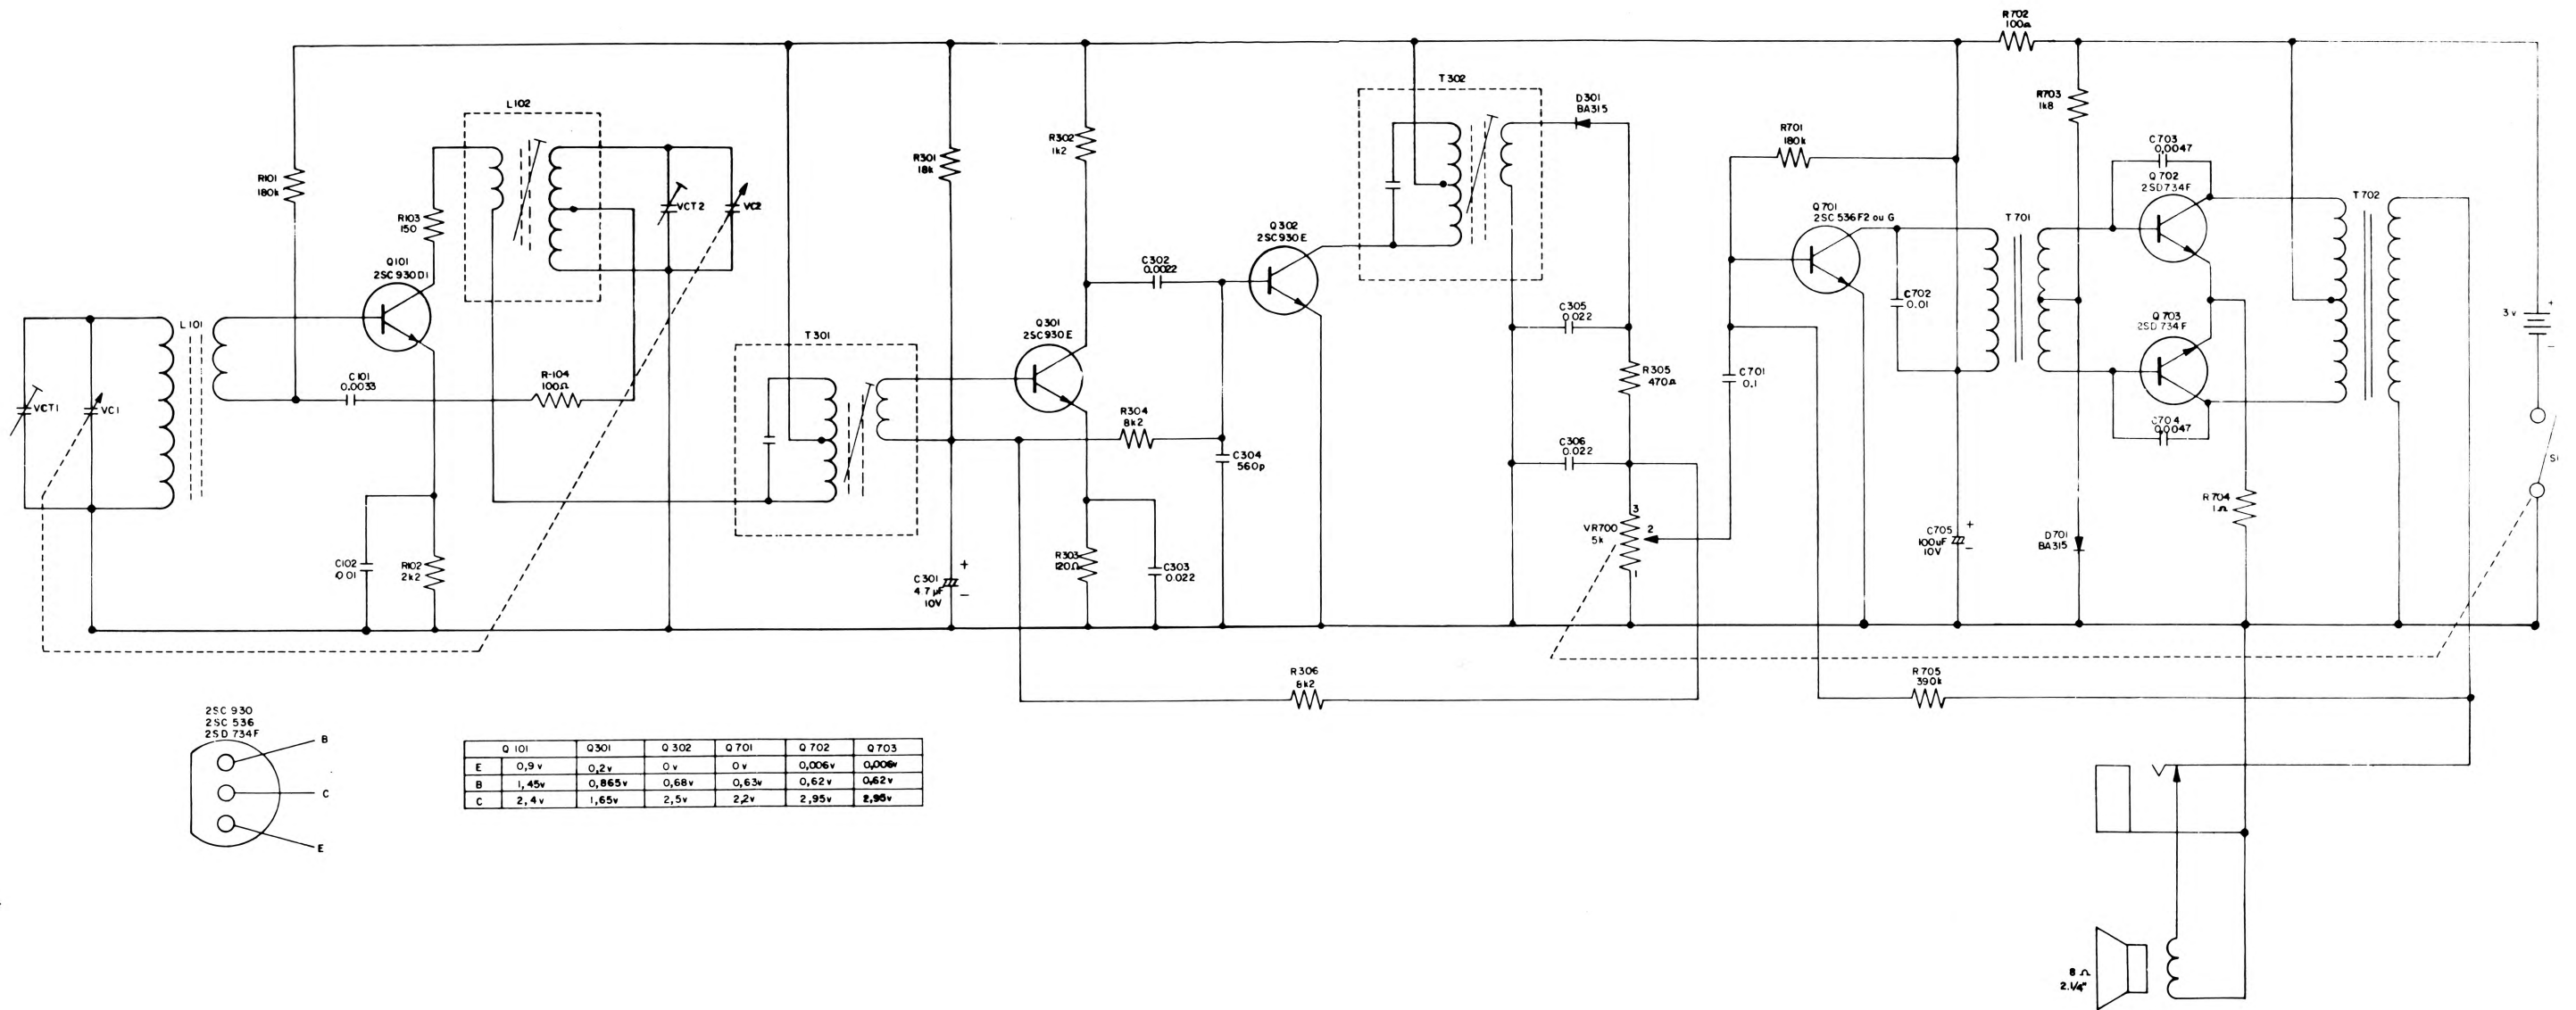 R702
100Ω
T302
D301
BA315
R703
1k8
L102
R701
180k
C703
0,0047
R302
1k2
R301
18k
Q702
2SD734F
R101
180k
T702
VCT2
VC2
Q701
2SC536F2 ou G
T701
R103
150
Q302
2SC930E
Q101
2SC930D1
C302
0.0022
C702
0.01
C305
0.022
3v
+
-
Q301
2SC930E
Q703
2SD734F
L101
T301
C101
0.0033
R-104
100Ω
R305
470Ω
C701
0.1
VCT1
VC1
R304
8k2
C704
0,0047
C306
0.022
C304
560p
R704
1Ω
3
2
1
VR700
5k
C705
100uF
10V
+
-
D701
BA315
C102
0.01
R102
2k2
R303
120Ω
C303
0.022
C301
4.7µF
10V
+
-
R306
8k2
R705
390k
2SC930
2SC536
2SD734F
B
C
E
Q101 Q301 Q302 Q701 Q702 Q703
E 0,9v 0,2v 0v 0v 0,006v 0,006v
B 1,45v 0,865v 0,68v 0,63v 0,62v 0,62v
C 2,4v 1,65v 2,5v 2,2v 2,95v 2,95v
8Ω
2.1/4"